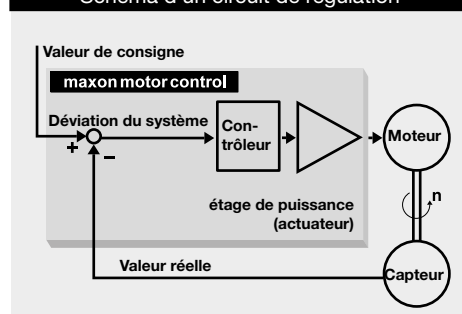 Schéma d'un circuit de régulation
Valeur de consigne
maxon motor control
Déviation du système
+
–
Con-
trôleur
Moteur
n
étage de puissance
(actuateur)
Valeur réelle
Capteur